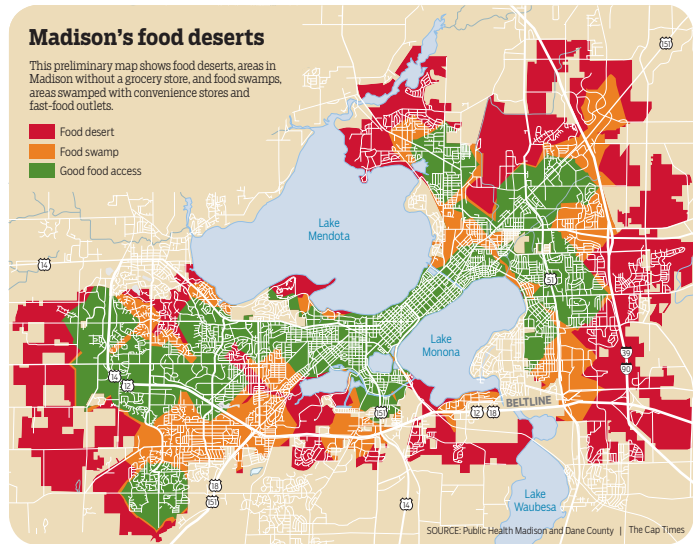 Madison's food deserts
This preliminary map shows food deserts, areas in
Madison without a grocery store, and food swamps,
areas swamped with convenience stores and
fast-food outlets.
Food desert
Food swamp
Good food access
151
Lake
Mendota
14
51
Lake
Monona
39
90
14
12
BELTLINE
12 18
151
18
151
14
Lake
Waubesa
SOURCE: Public Health Madison and Dane County | The Cap Times